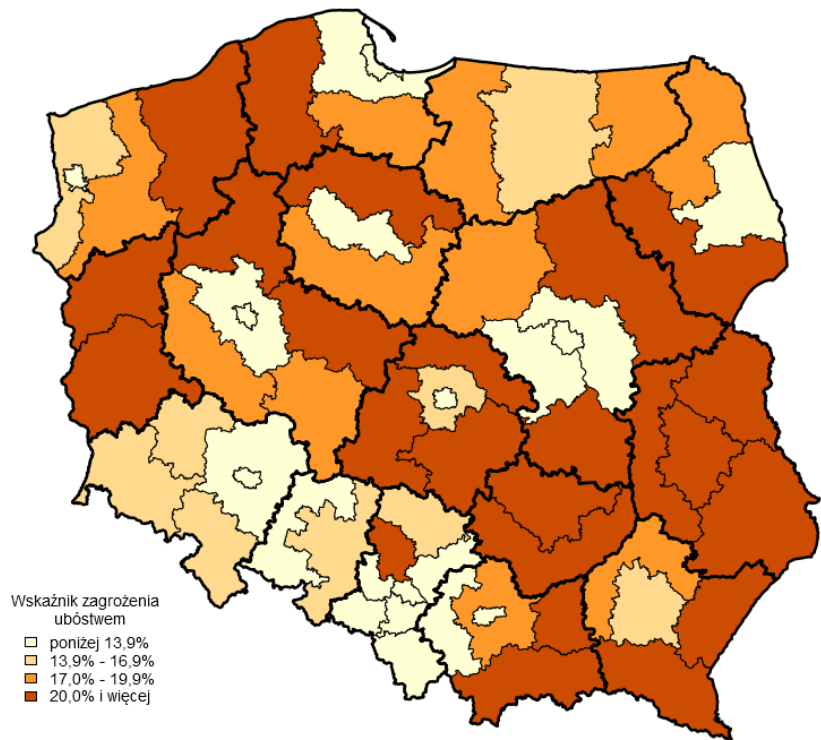 Wskaźnik zagrożenia
ubóstwem
poniżej 13,9%
13,9% - 16,9%
17,0% - 19,9%
20,0% i więcej